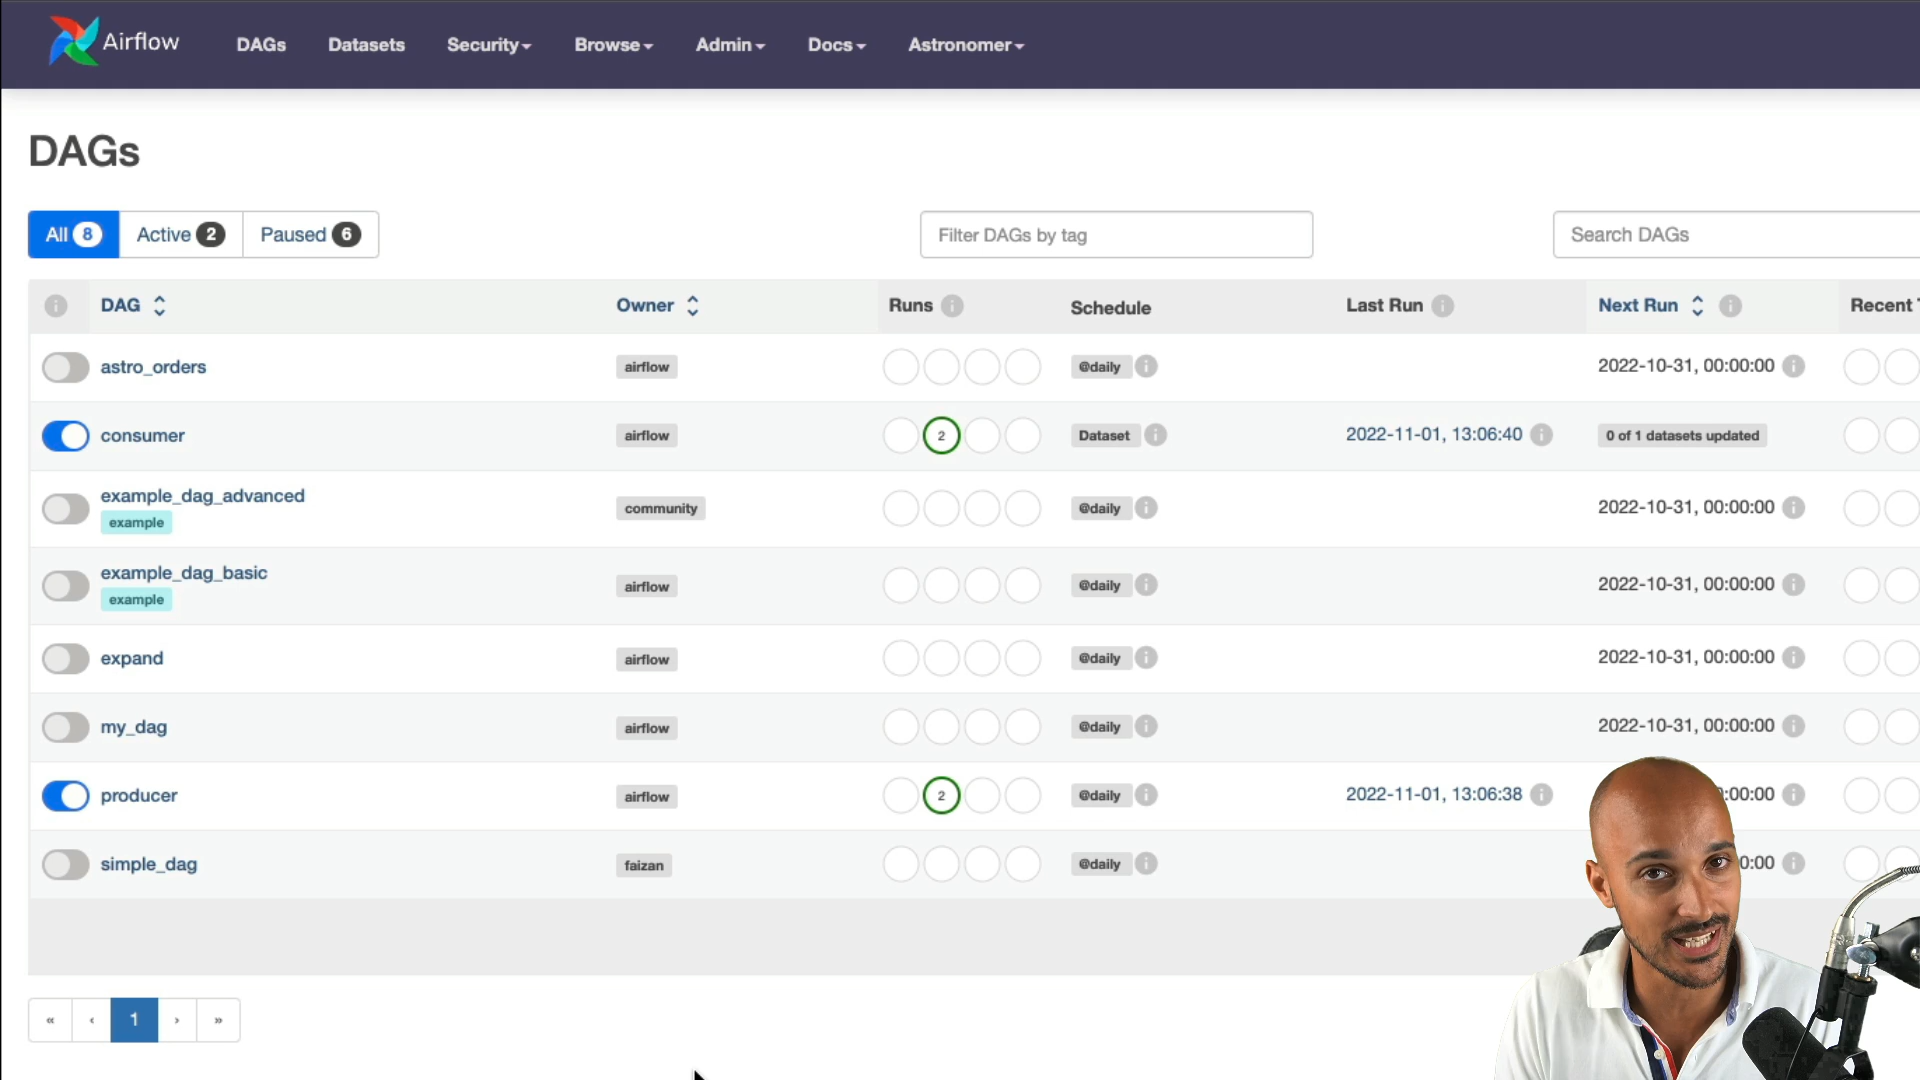 Airflow DAGs Datasets Security Browse Admin Docs Astronomer
DAGs
All 8 Active 2 Paused 6 Filter DAGs by tag Search DAGs
i DAG Owner Runs i Schedule Last Run i Next Run i Recent
astro_orders airflow @daily i 2022-10-31, 00:00:00 i
consumer airflow 2 Dataset i 2022-11-01, 13:06:40 i 0 of 1 datasets updated
example_dag_advanced community @daily i 2022-10-31, 00:00:00 i
example
example_dag_basic airflow @daily i 2022-10-31, 00:00:00 i
example
expand airflow @daily i 2022-10-31, 00:00:00 i
my_dag airflow @daily i 2022-10-31, 00:00:00 i
producer airflow 2 @daily i 2022-11-01, 13:06:38 i :00:00 i
simple_dag faizan @daily i 0:00 i
« ‹ 1 › »